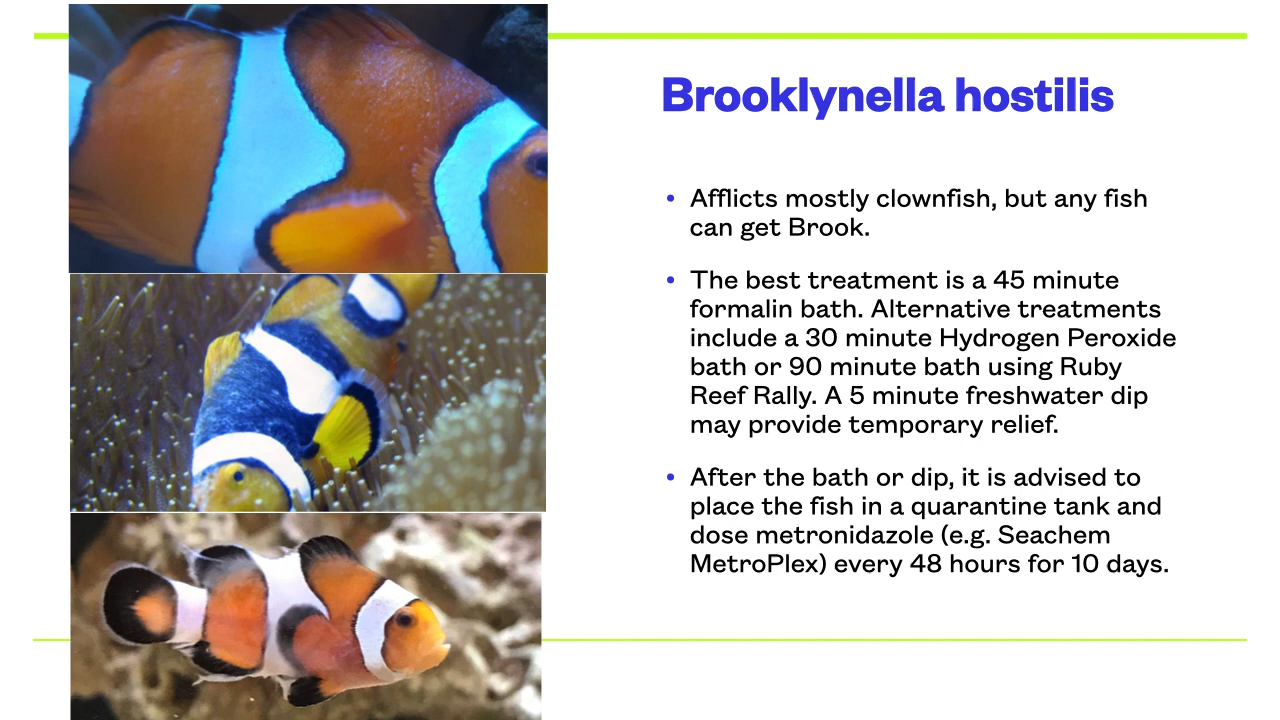 Brooklynella hostilis
• Afflicts mostly clownfish, but any fish
can get Brook.
• The best treatment is a 45 minute
formalin bath. Alternative treatments
include a 30 minute Hydrogen Peroxide
bath or 90 minute bath using Ruby
Reef Rally. A 5 minute freshwater dip
may provide temporary relief.
• After the bath or dip, it is advised to
place the fish in a quarantine tank and
dose metronidazole (e.g. Seachem
MetroPlex) every 48 hours for 10 days.